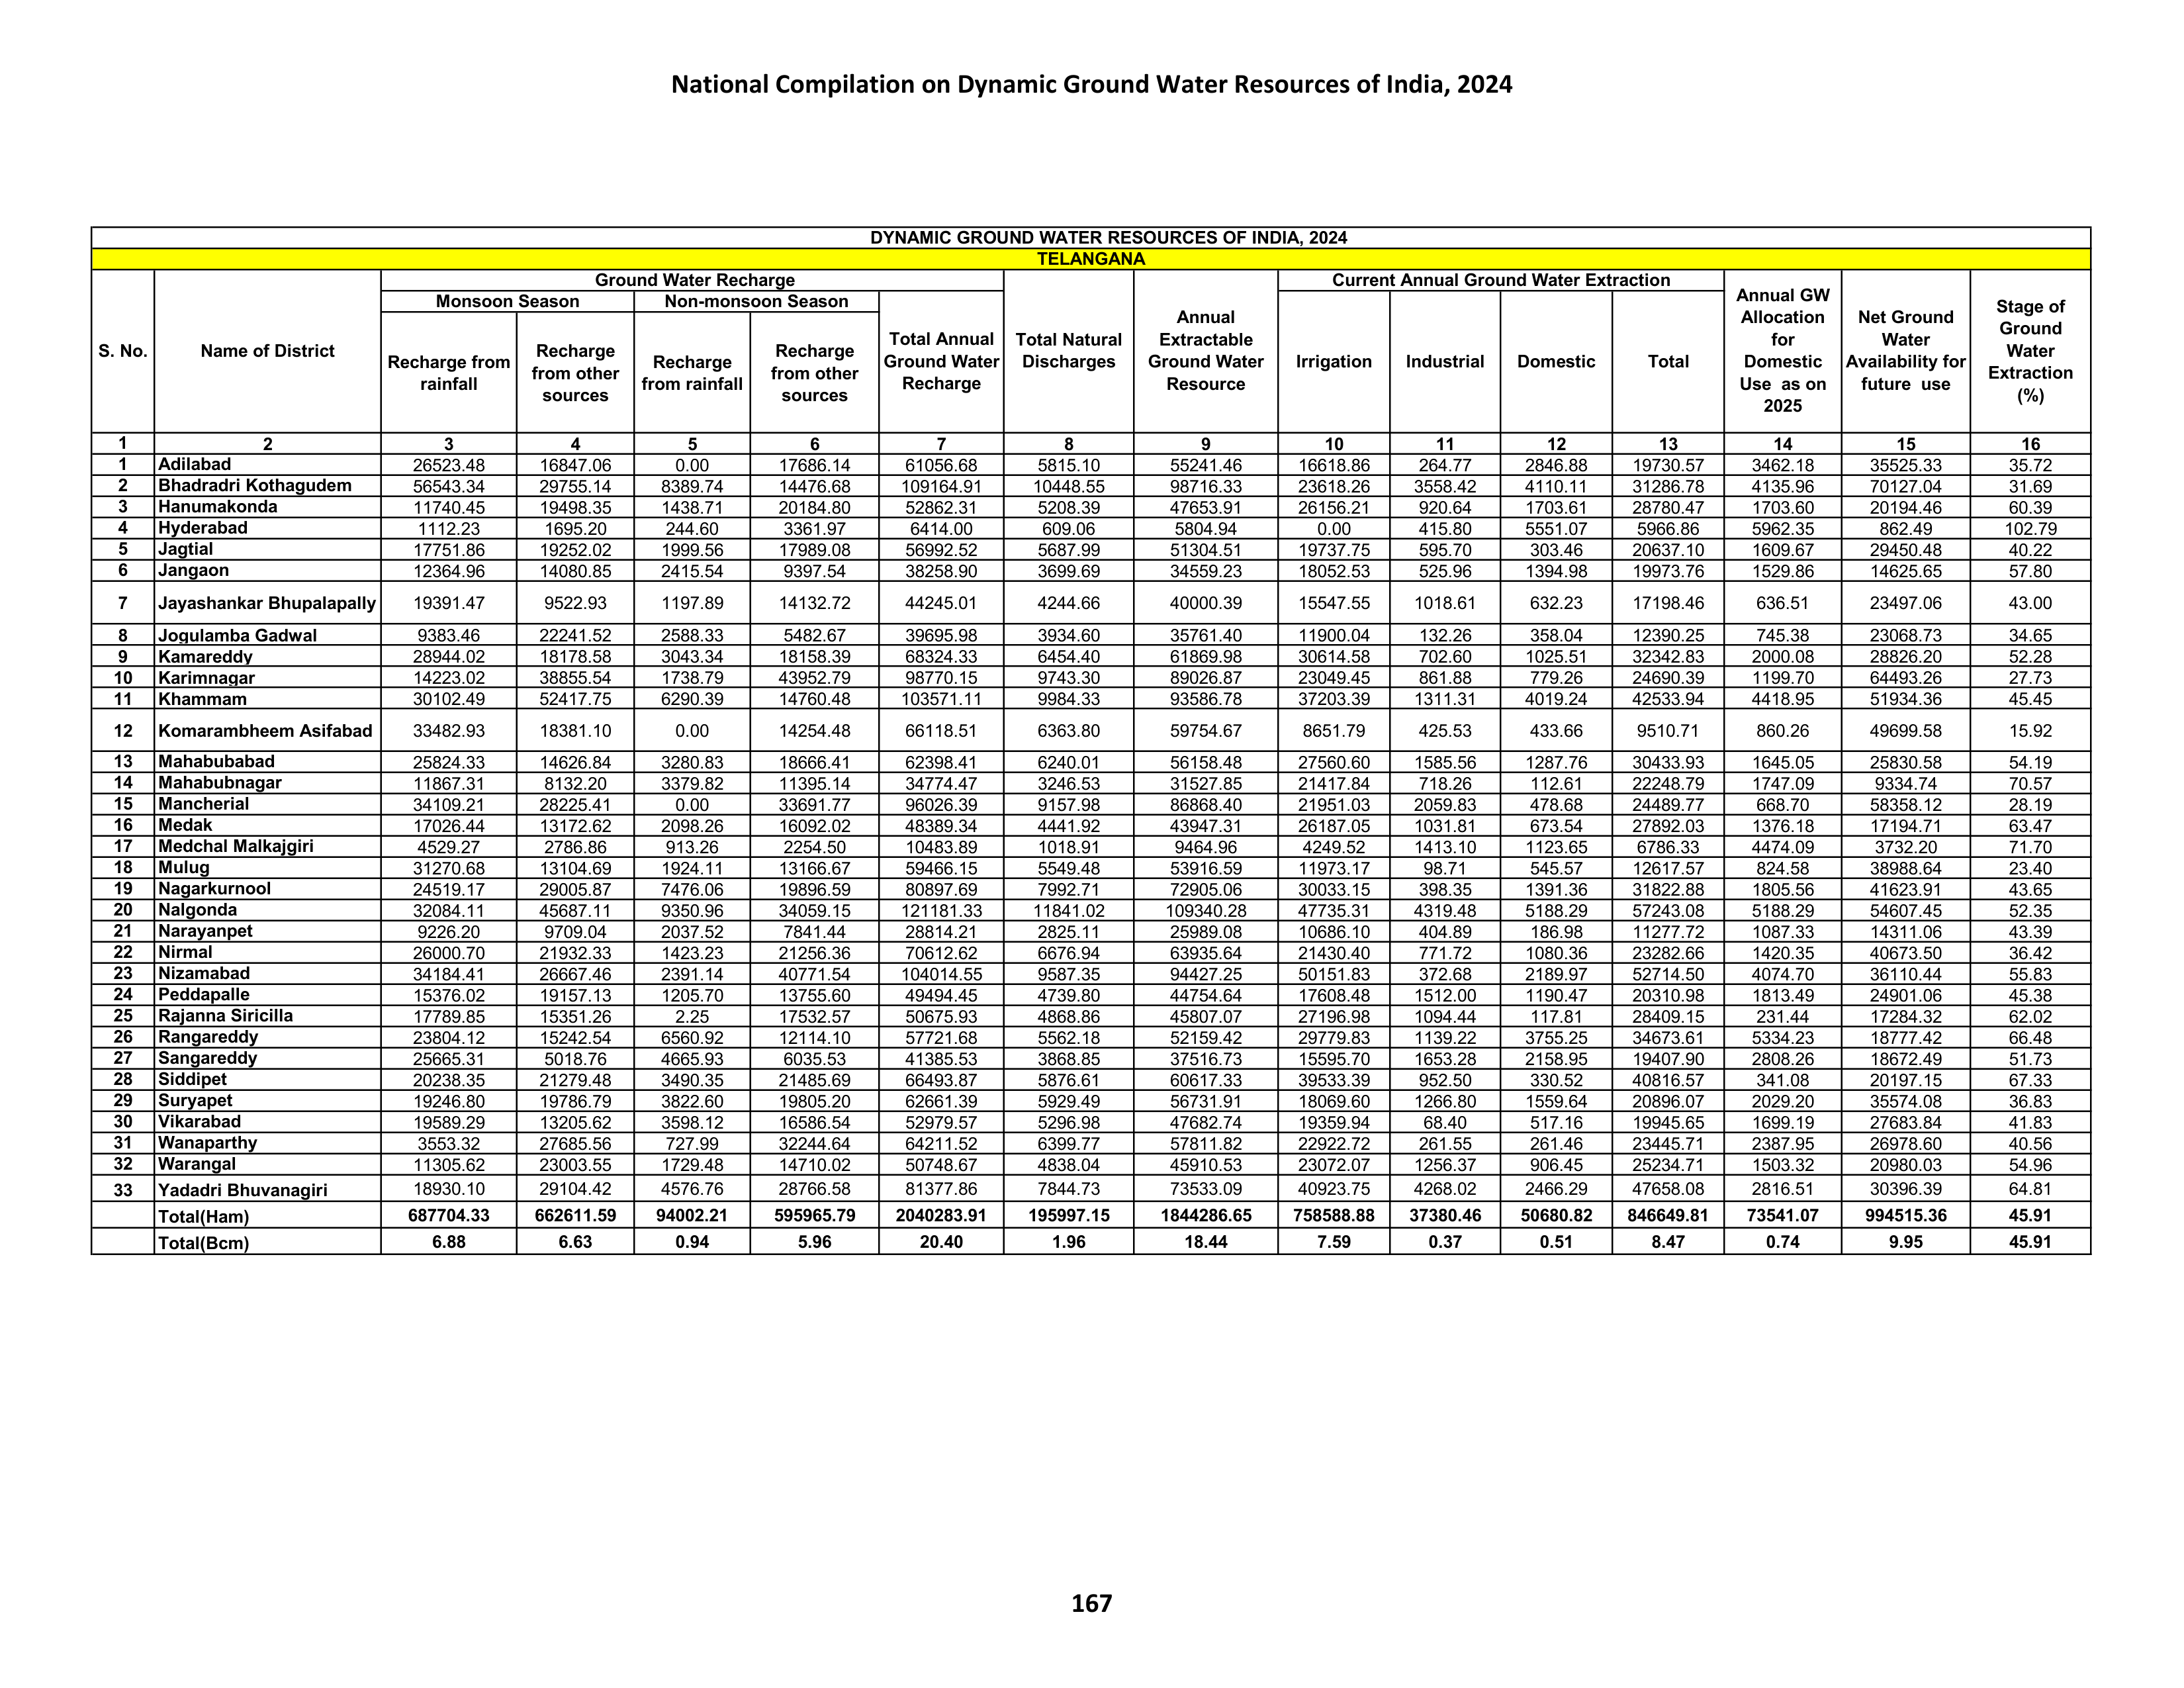 National Compilation on Dynamic Ground Water Resources of India, 2024
DYNAMIC GROUND WATER RESOURCES OF INDIA, 2024
TELANGANA
S. No. Name of District Ground Water Recharge Total Natural Discharges Annual Extractable Ground Water Resource Current Annual Ground Water Extraction Annual GW Allocation for Domestic Use as on 2025 Net Ground Water Availability for future use Stage of Ground Water Extraction (%)
Monsoon Season Non-monsoon Season Total Annual Ground Water Recharge Irrigation Industrial Domestic Total
Recharge from rainfall Recharge from other sources Recharge from rainfall Recharge from other sources
1 2 3 4 5 6 7 8 9 10 11 12 13 14 15 16
1 Adilabad 26523.48 16847.06 0.00 17686.14 61056.68 5815.10 55241.46 16618.86 264.77 2846.88 19730.57 3462.18 35525.33 35.72
2 Bhadradri Kothagudem 56543.34 29755.14 8389.74 14476.68 109164.91 10448.55 98716.33 23618.26 3558.42 4110.11 31286.78 4135.96 70127.04 31.69
3 Hanumakonda 11740.45 19498.35 1438.71 20184.80 52862.31 5208.39 47653.91 26156.21 920.64 1703.61 28780.47 1703.60 20194.46 60.39
4 Hyderabad 1112.23 1695.20 244.60 3361.97 6414.00 609.06 5804.94 0.00 415.80 5551.07 5966.86 5962.35 862.49 102.79
5 Jagtial 17751.86 19252.02 1999.56 17989.08 56992.52 5687.99 51304.51 19737.75 595.70 303.46 20637.10 1609.67 29450.48 40.22
6 Jangaon 12364.96 14080.85 2415.54 9397.54 38258.90 3699.69 34559.23 18052.53 525.96 1394.98 19973.76 1529.86 14625.65 57.80
7 Jayashankar Bhupalapally 19391.47 9522.93 1197.89 14132.72 44245.01 4244.66 40000.39 15547.55 1018.61 632.23 17198.46 636.51 23497.06 43.00
8 Jogulamba Gadwal 9383.46 22241.52 2588.33 5482.67 39695.98 3934.60 35761.40 11900.04 132.26 358.04 12390.25 745.38 23068.73 34.65
9 Kamareddy 28944.02 18178.58 3043.34 18158.39 68324.33 6454.40 61869.98 30614.58 702.60 1025.51 32342.83 2000.08 28826.20 52.28
10 Karimnagar 14223.02 38855.54 1738.79 43952.79 98770.15 9743.30 89026.87 23049.45 861.88 779.26 24690.39 1199.70 64493.26 27.73
11 Khammam 30102.49 52417.75 6290.39 14760.48 103571.11 9984.33 93586.78 37203.39 1311.31 4019.24 42533.94 4418.95 51934.36 45.45
12 Komarambheem Asifabad 33482.93 18381.10 0.00 14254.48 66118.51 6363.80 59754.67 8651.79 425.53 433.66 9510.71 860.26 49699.58 15.92
13 Mahabubabad 25824.33 14626.84 3280.83 18666.41 62398.41 6240.01 56158.48 27560.60 1585.56 1287.76 30433.93 1645.05 25830.58 54.19
14 Mahabubnagar 11867.31 8132.20 3379.82 11395.14 34774.47 3246.53 31527.85 21417.84 718.26 112.61 22248.79 1747.09 9334.74 70.57
15 Mancherial 34109.21 28225.41 0.00 33691.77 96026.39 9157.98 86868.40 21951.03 2059.83 478.68 24489.77 668.70 58358.12 28.19
16 Medak 17026.44 13172.62 2098.26 16092.02 48389.34 4441.92 43947.31 26187.05 1031.81 673.54 27892.03 1376.18 17194.71 63.47
17 Medchal Malkajgiri 4529.27 2786.86 913.26 2254.50 10483.89 1018.91 9464.96 4249.52 1413.10 1123.65 6786.33 4474.09 3732.20 71.70
18 Mulug 31270.68 13104.69 1924.11 13166.67 59466.15 5549.48 53916.59 11973.17 98.71 545.57 12617.57 824.58 38988.64 23.40
19 Nagarkurnool 24519.17 29005.87 7476.06 19896.59 80897.69 7992.71 72905.06 30033.15 398.35 1391.36 31822.88 1805.56 41623.91 43.65
20 Nalgonda 32084.11 45687.11 9350.96 34059.15 121181.33 11841.02 109340.28 47735.31 4319.48 5188.29 57243.08 5188.29 54607.45 52.35
21 Narayanpet 9226.20 9709.04 2037.52 7841.44 28814.21 2825.11 25989.08 10686.10 404.89 186.98 11277.72 1087.33 14311.06 43.39
22 Nirmal 26000.70 21932.33 1423.23 21256.36 70612.62 6676.94 63935.64 21430.40 771.72 1080.36 23282.66 1420.35 40673.50 36.42
23 Nizamabad 34184.41 26667.46 2391.14 40771.54 104014.55 9587.35 94427.25 50151.83 372.68 2189.97 52714.50 4074.70 36110.44 55.83
24 Peddapalle 15376.02 19157.13 1205.70 13755.60 49494.45 4739.80 44754.64 17608.48 1512.00 1190.47 20310.98 1813.49 24901.06 45.38
25 Rajanna Siricilla 17789.85 15351.26 2.25 17532.57 50675.93 4868.86 45807.07 27196.98 1094.44 117.81 28409.15 231.44 17284.32 62.02
26 Rangareddy 23804.12 15242.54 6560.92 12114.10 57721.68 5562.18 52159.42 29779.83 1139.22 3755.25 34673.61 5334.23 18777.42 66.48
27 Sangareddy 25665.31 5018.76 4665.93 6035.53 41385.53 3868.85 37516.73 15595.70 1653.28 2158.95 19407.90 2808.26 18672.49 51.73
28 Siddipet 20238.35 21279.48 3490.35 21485.69 66493.87 5876.61 60617.33 39533.39 952.50 330.52 40816.57 341.08 20197.15 67.33
29 Suryapet 19246.80 19786.79 3822.60 19805.20 62661.39 5929.49 56731.91 18069.60 1266.80 1559.64 20896.07 2029.20 35574.08 36.83
30 Vikarabad 19589.29 13205.62 3598.12 16586.54 52979.57 5296.98 47682.74 19359.94 68.40 517.16 19945.65 1699.19 27683.84 41.83
31 Wanaparthy 3553.32 27685.56 727.99 32244.64 64211.52 6399.77 57811.82 22922.72 261.55 261.46 23445.71 2387.95 26978.60 40.56
32 Warangal 11305.62 23003.55 1729.48 14710.02 50748.67 4838.04 45910.53 23072.07 1256.37 906.45 25234.71 1503.32 20980.03 54.96
33 Yadadri Bhuvanagiri 18930.10 29104.42 4576.76 28766.58 81377.86 7844.73 73533.09 40923.75 4268.02 2466.29 47658.08 2816.51 30396.39 64.81
Total(Ham) 687704.33 662611.59 94002.21 595965.79 2040283.91 195997.15 1844286.65 758588.88 37380.46 50680.82 846649.81 73541.07 994515.36 45.91
Total(Bcm) 6.88 6.63 0.94 5.96 20.40 1.96 18.44 7.59 0.37 0.51 8.47 0.74 9.95 45.91
167